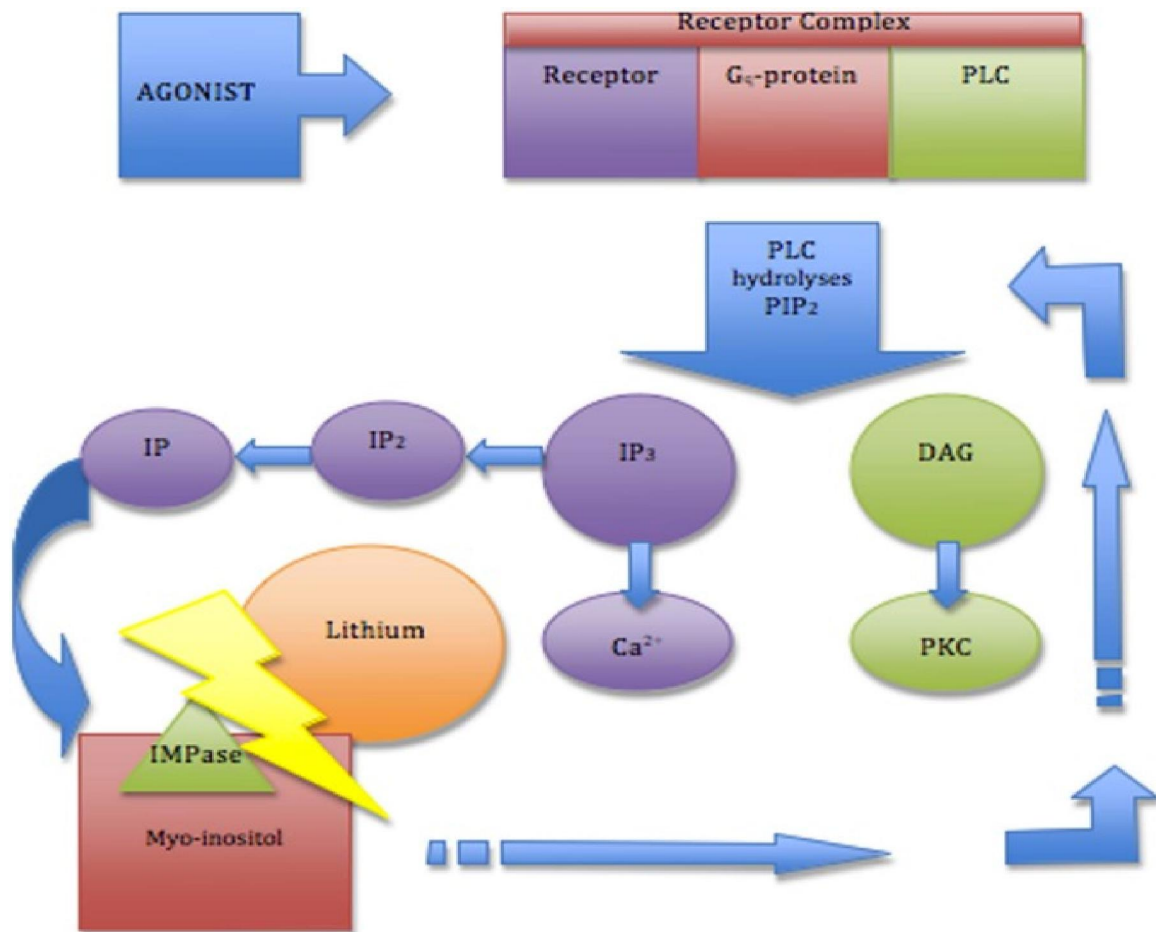 Receptor Complex
AGONIST
Receptor
Gq-protein
PLC
PLC
hydrolyses
PIP₂
IP
IP₂
IP₃
DAG
Lithium
Ca²⁺
PKC
IMPase
Myo-inositol